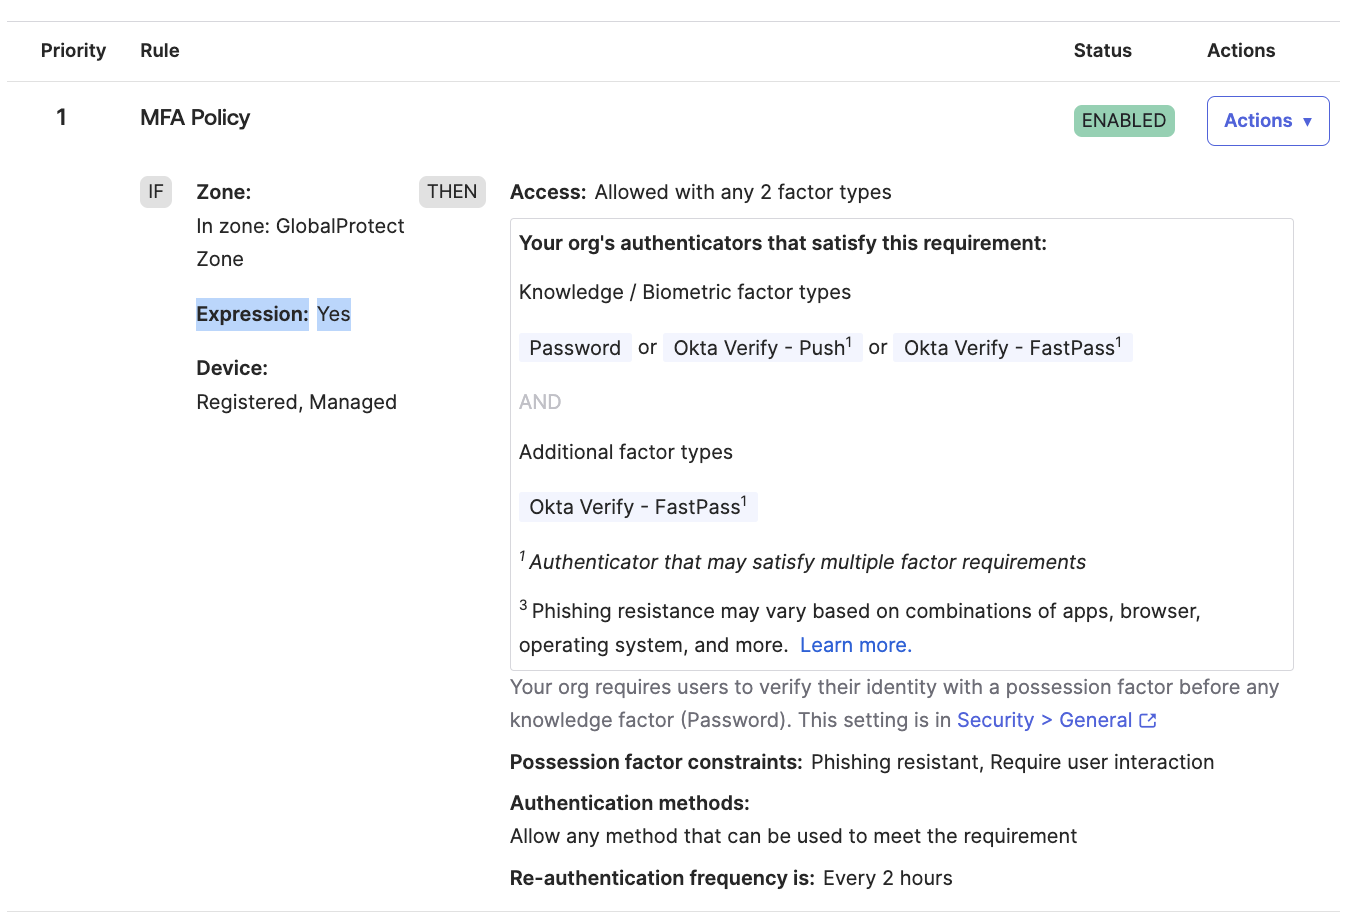 Priority Rule Status Actions
1 MFA Policy ENABLED Actions ▼
IF Zone: THEN Access: Allowed with any 2 factor types
In zone: GlobalProtect
Zone
Expression: Yes
Device:
Registered, Managed
Your org's authenticators that satisfy this requirement:
Knowledge / Biometric factor types
Password or Okta Verify - Push¹ or Okta Verify - FastPass¹
AND
Additional factor types
Okta Verify - FastPass¹
¹ Authenticator that may satisfy multiple factor requirements
³ Phishing resistance may vary based on combinations of apps, browser,
operating system, and more. Learn more.
Your org requires users to verify their identity with a possession factor before any
knowledge factor (Password). This setting is in Security > General
Possession factor constraints: Phishing resistant, Require user interaction
Authentication methods:
Allow any method that can be used to meet the requirement
Re-authentication frequency is: Every 2 hours